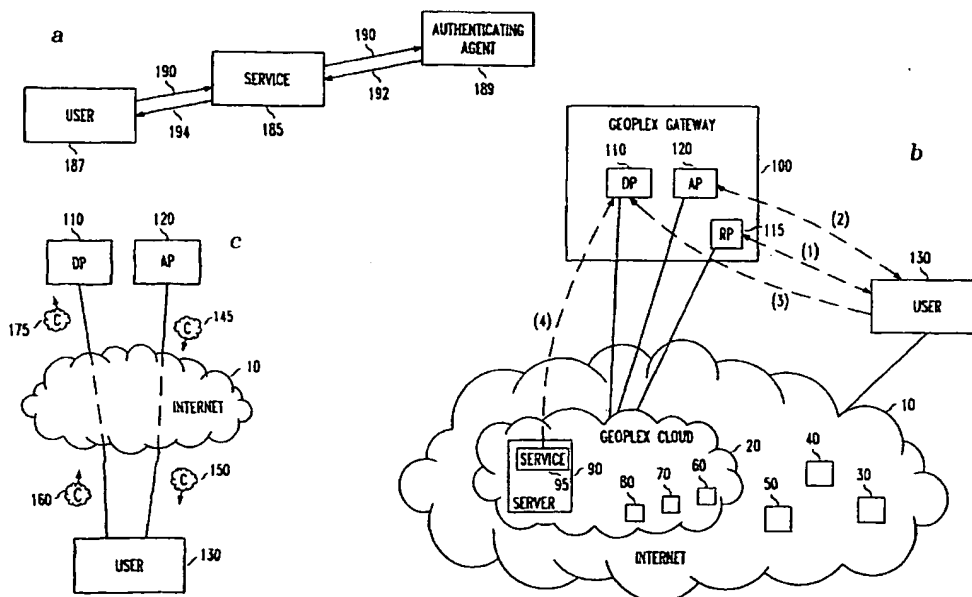 a
190
190
192
194
USER
187
SERVICE
185
AUTHENTICATING
AGENT
189
b
GEOPLEX GATEWAY
110
120
DP
AP
100
RP
115
(2)
(1)
(3)
(4)
130
USER
10
GEOPLEX CLOUD
20
SERVICE
90
95
SERVER
80
70
60
50
40
30
INTERNET
c
110
120
DP
AP
175
C
C
145
10
INTERNET
160
C
C
150
USER
130